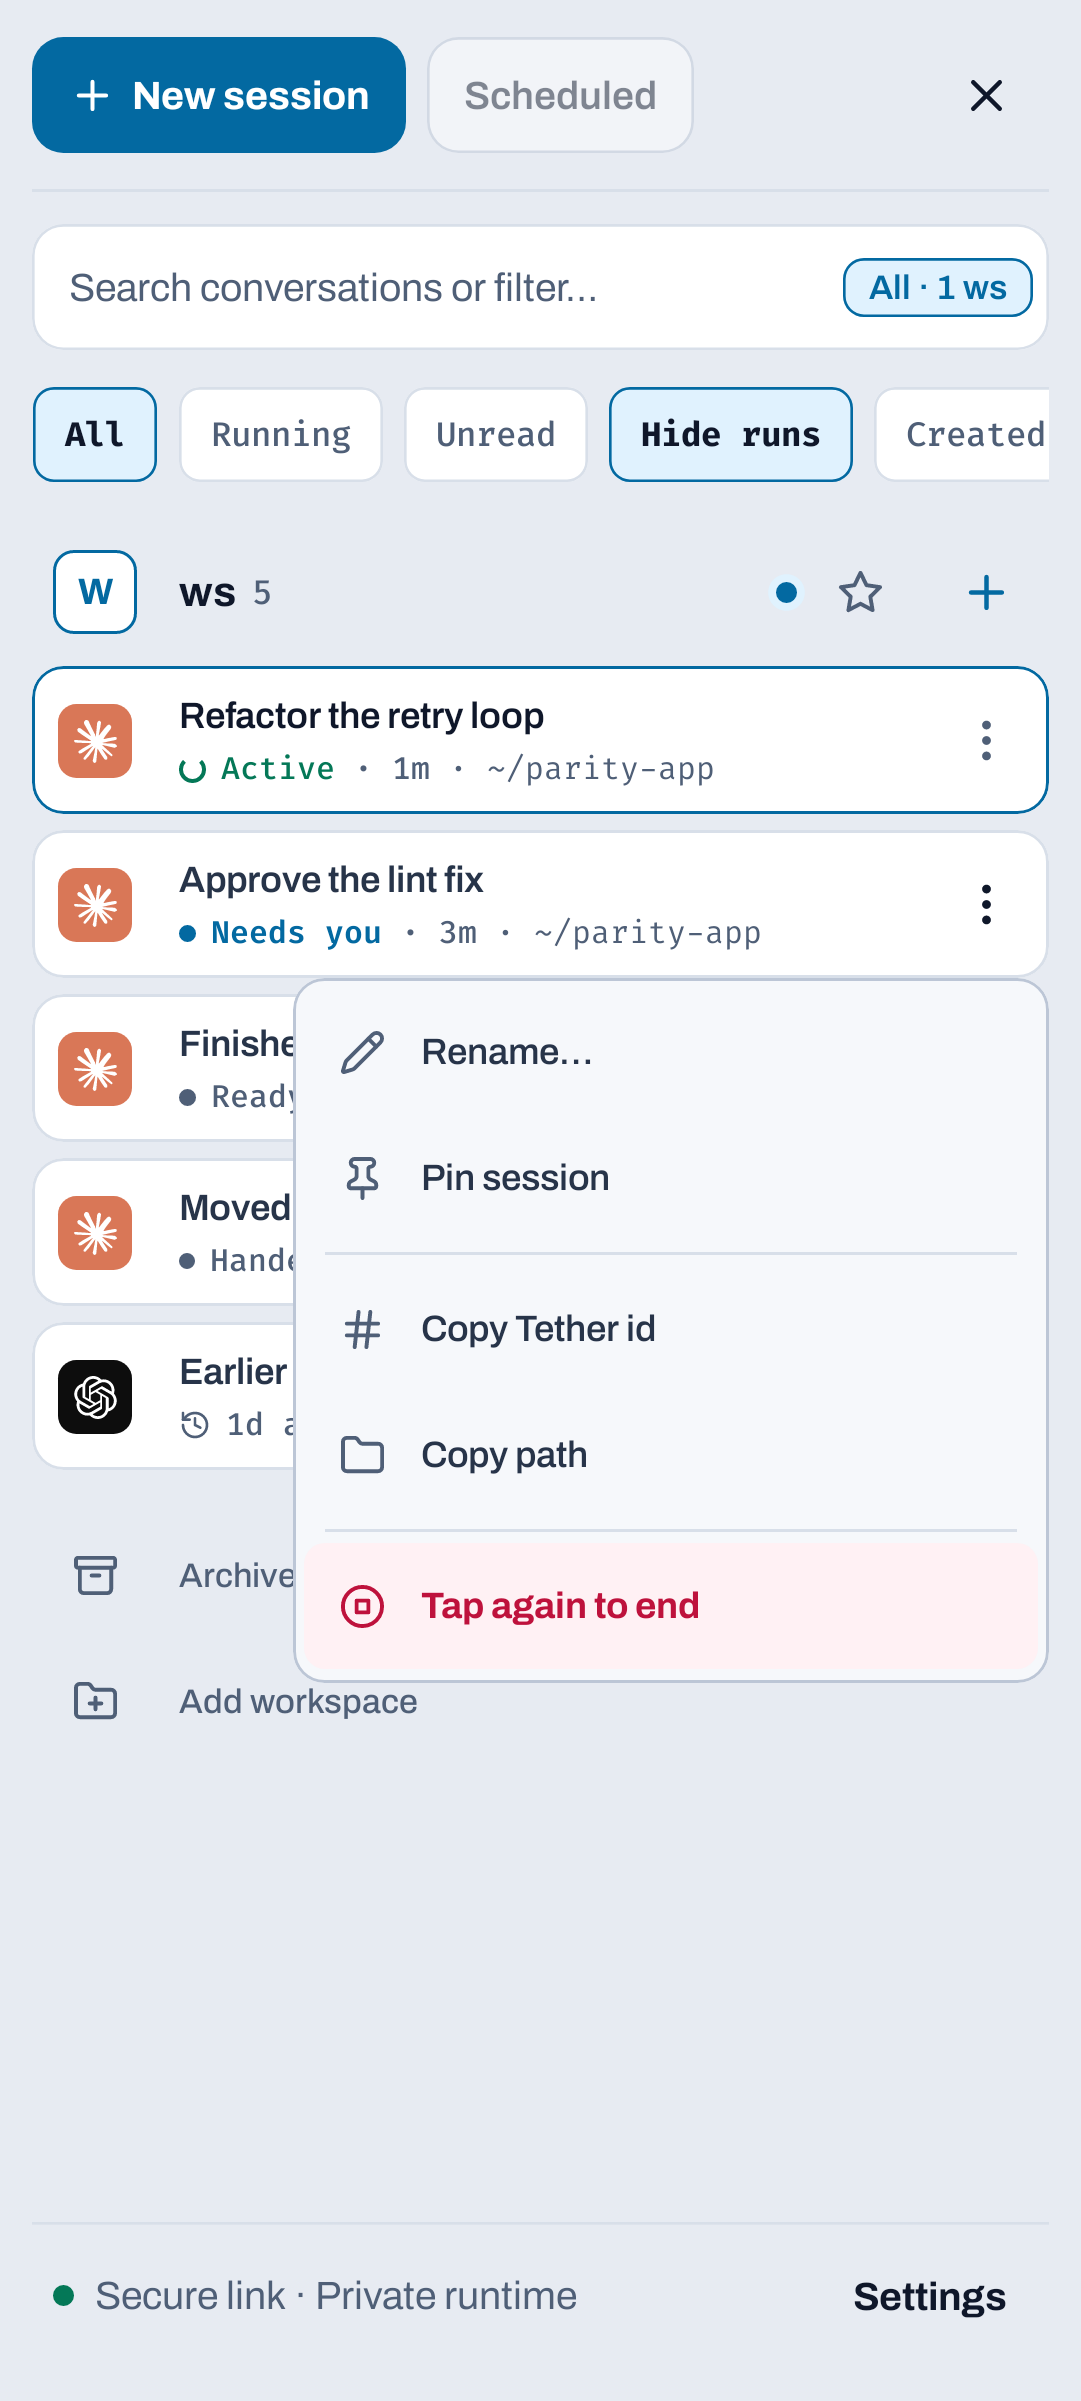 New session
Scheduled
Search conversations or filter...
All · 1 ws
All
Running
Unread
Hide runs
Created
W
ws 5
Refactor the retry loop
Active · 1m · ~/parity-app
Approve the lint fix
Needs you · 3m · ~/parity-app
Finishe
Ready
Moved
Hande
Earlier
1d a
Rename...
Pin session
Copy Tether id
Copy path
Tap again to end
Archive
Add workspace
Secure link · Private runtime
Settings